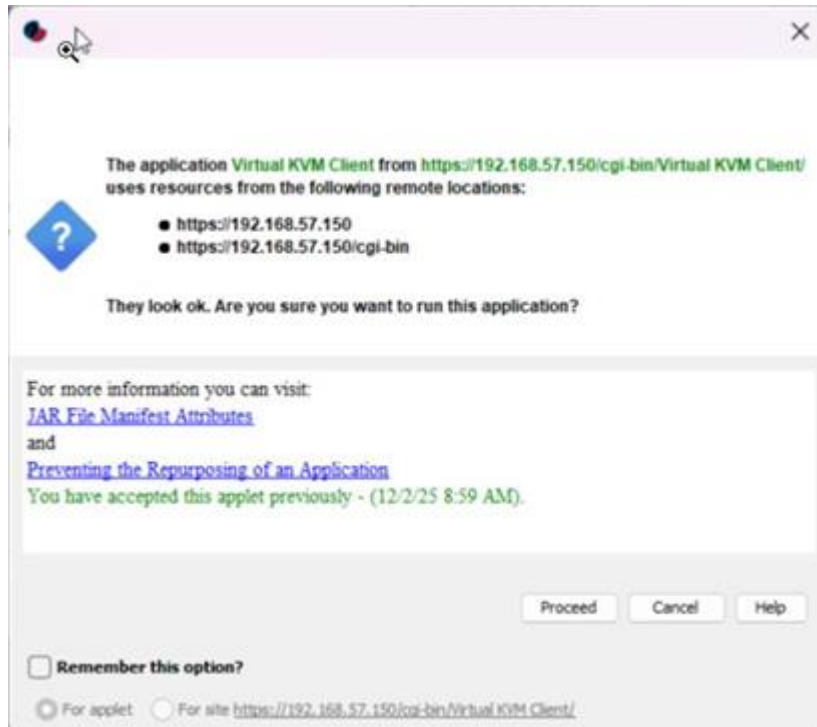 The application Virtual KVM Client from https://192.168.57.150/cgi-bin/Virtual KVM Client/
uses resources from the following remote locations:
● https://192.168.57.150
● https://192.168.57.150/cgi-bin
They look ok. Are you sure you want to run this application?
?
For more information you can visit:
JAR File Manifest Attributes
and
Preventing the Repurposing of an Application
You have accepted this applet previously - (12/2/25 8:59 AM).
Proceed Cancel Help
Remember this option?
For applet For site https://192.168.57.150/cgi-bin/Virtual KVM Client/